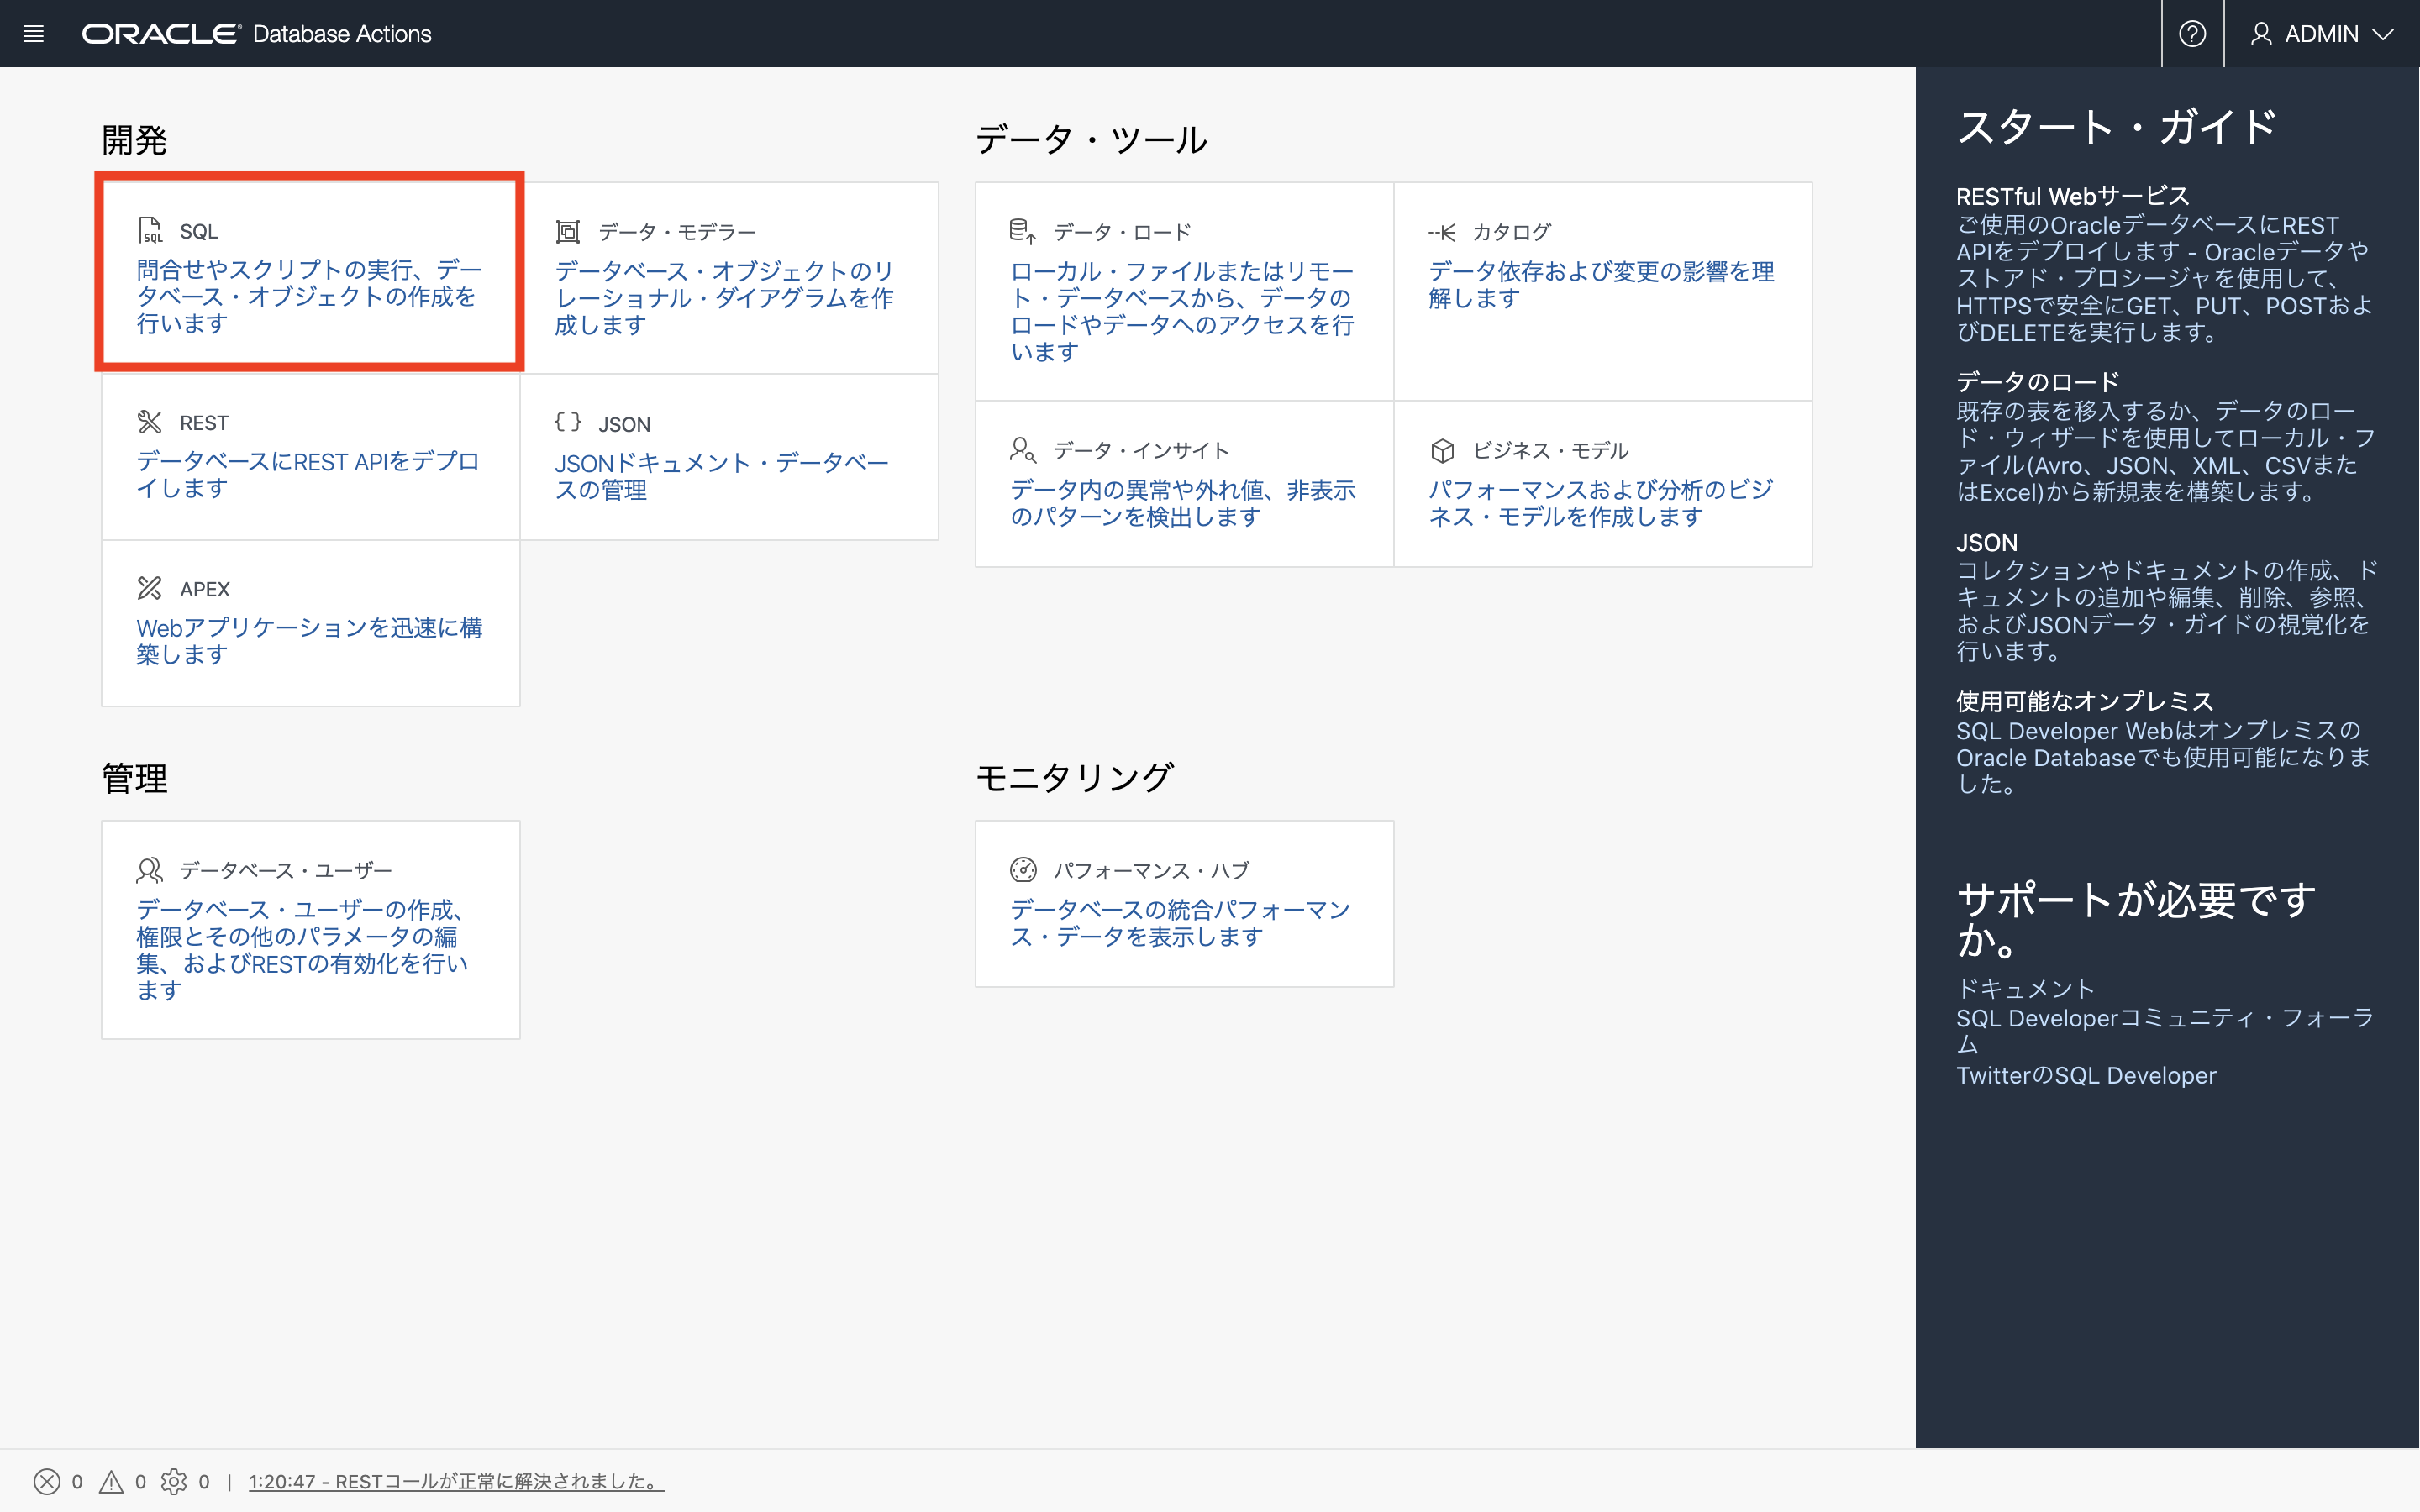 ORACLE Database Actions
ADMIN
開発
SQL
問合せやスクリプトの実行、デー
タベース・オブジェクトの作成を
行います
データ・モデラー
データベース・オブジェクトのリ
レーショナル・ダイアグラムを作
成します
REST
データベースにREST APIをデプロ
イします
JSON
JSONドキュメント・データベー
スの管理
APEX
Webアプリケーションを迅速に構
築します
データ・ツール
データ・ロード
ローカル・ファイルまたはリモー
ト・データベースから、データの
ロードやデータへのアクセスを行
います
カタログ
データ依存および変更の影響を理
解します
データ・インサイト
データ内の異常や外れ値、非表示
のパターンを検出します
ビジネス・モデル
パフォーマンスおよび分析のビジ
ネス・モデルを作成します
管理
データベース・ユーザー
データベース・ユーザーの作成、
権限とその他のパラメータの編
集、およびRESTの有効化を行い
ます
モニタリング
パフォーマンス・ハブ
データベースの統合パフォーマン
ス・データを表示します
スタート・ガイド
RESTful Webサービス
ご使用のOracleデータベースにREST
APIをデプロイします - Oracleデータや
ストアド・プロシージャを使用して、
HTTPSで安全にGET、PUT、POSTおよ
びDELETEを実行します。
データのロード
既存の表を移入するか、データのロー
ド・ウィザードを使用してローカル・フ
ァイル(Avro、JSON、XML、CSVまた
はExcel)から新規表を構築します。
JSON
コレクションやドキュメントの作成、ド
キュメントの追加や編集、削除、参照、
およびJSONデータ・ガイドの視覚化を
行います。
使用可能なオンプレミス
SQL Developer Webはオンプレミスの
Oracle Databaseでも使用可能になりま
した。
サポートが必要です
か。
ドキュメント
SQL Developerコミュニティ・フォーラ
ム
TwitterのSQL Developer
0 0 0 | 1:20:47 - RESTコールが正常に解決されました。